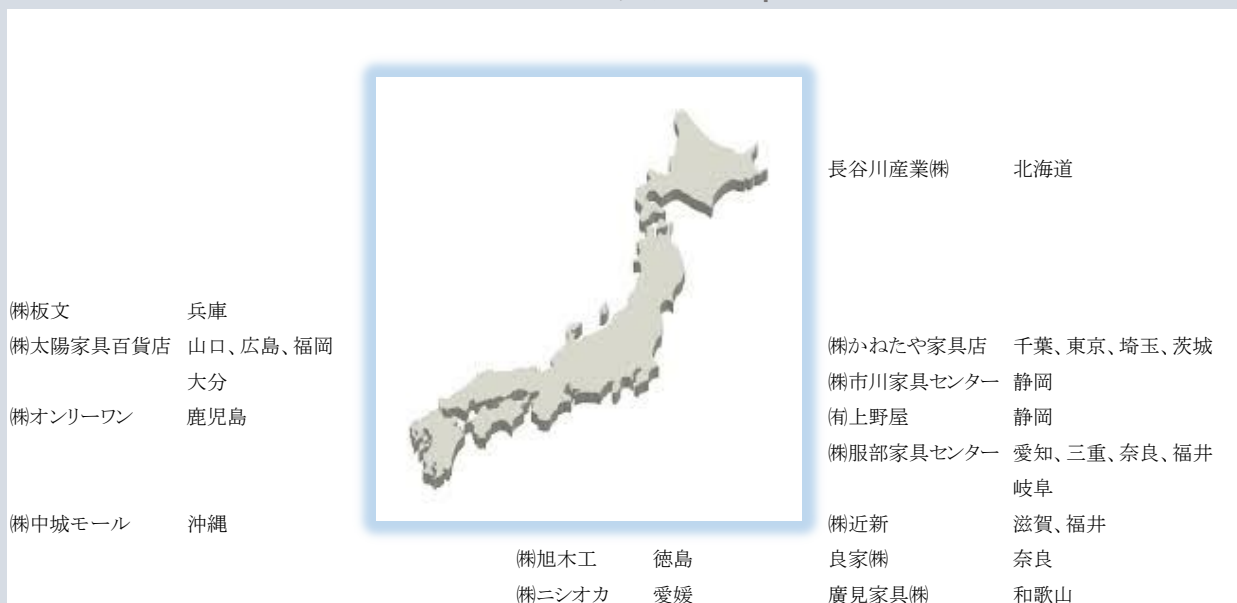 長谷川産業㈱ 北海道
㈱板文 兵庫
㈱太陽家具百貨店 山口、広島、福岡
大分
㈱オンリーワン 鹿児島
㈱中城モール 沖縄
㈱かねたや家具店 千葉、東京、埼玉、茨城
㈱市川家具センター 静岡
㈲上野屋 静岡
㈱服部家具センター 愛知、三重、奈良、福井
岐阜
㈱近新 滋賀、福井
㈱旭木工 徳島
㈱ニシオカ 愛媛
良家㈱ 奈良
廣見家具㈱ 和歌山